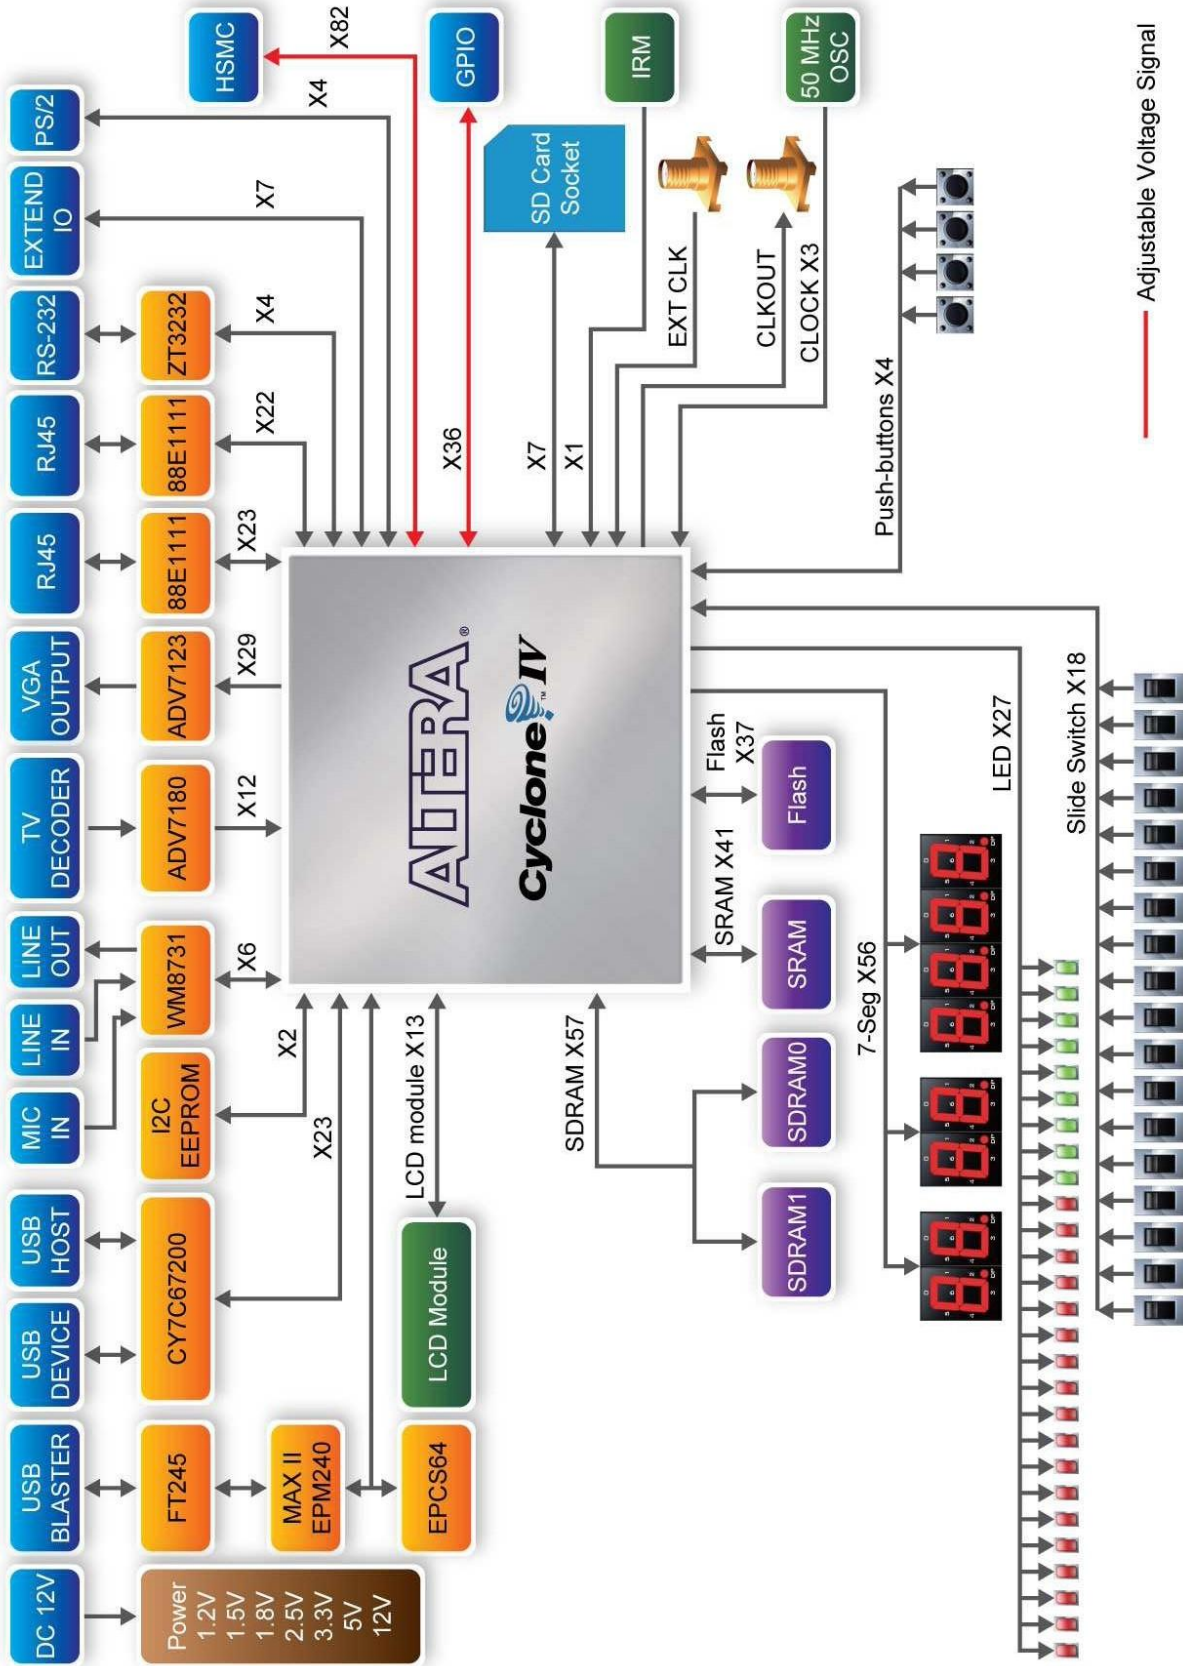 DC 12V
USB
BLASTER
USB
DEVICE
USB
HOST
MIC
IN
LINE
IN
LINE
OUT
TV
DECODER
VGA
OUTPUT
RJ45
RJ45
RS-232
EXTEND
IO
PS/2
HSMC
X82
Power
1.2V
1.5V
1.8V
2.5V
3.3V
5V
12V
FT245
CY7C67200
I2C
EEPROM
WM8731
ADV7180
ADV7123
88E1111
88E1111
ZT3232
X7
X4
X6
X12
X29
X23
X22
X4
MAX II
EPM240
X23
X2
EPCS64
LCD Module
LCD module X13
ALTERA®
Cyclone™ IV
X36
GPIO
SD Card
Socket
X7
X1
IRM
EXT CLK
CLKOUT
CLOCK X3
50 MHz
OSC
SDRAM X57
SRAM X41
Flash
X37
SDRAM1
SDRAM0
SRAM
Flash
7-Seg X56
Push-buttons X4
LED X27
Slide Switch X18
Adjustable Voltage Signal